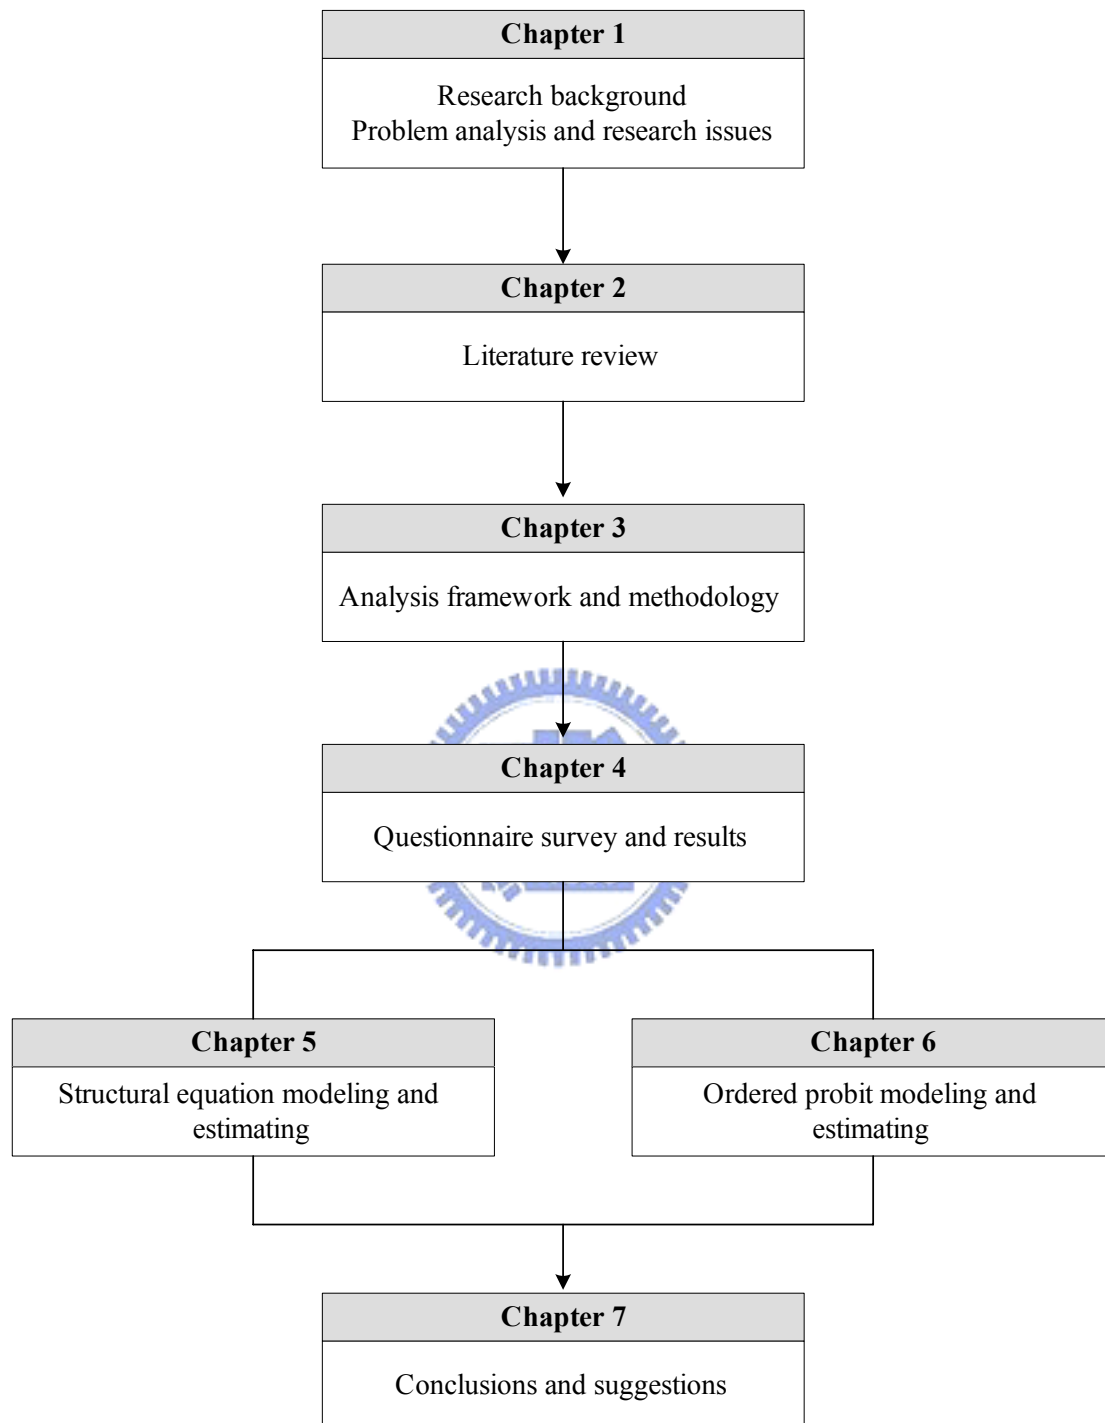 Chapter 1
Research background
Problem analysis and research issues
Chapter 2
Literature review
Chapter 3
Analysis framework and methodology
Chapter 4
Questionnaire survey and results
Chapter 5
Structural equation modeling and
estimating
Chapter 6
Ordered probit modeling and
estimating
Chapter 7
Conclusions and suggestions